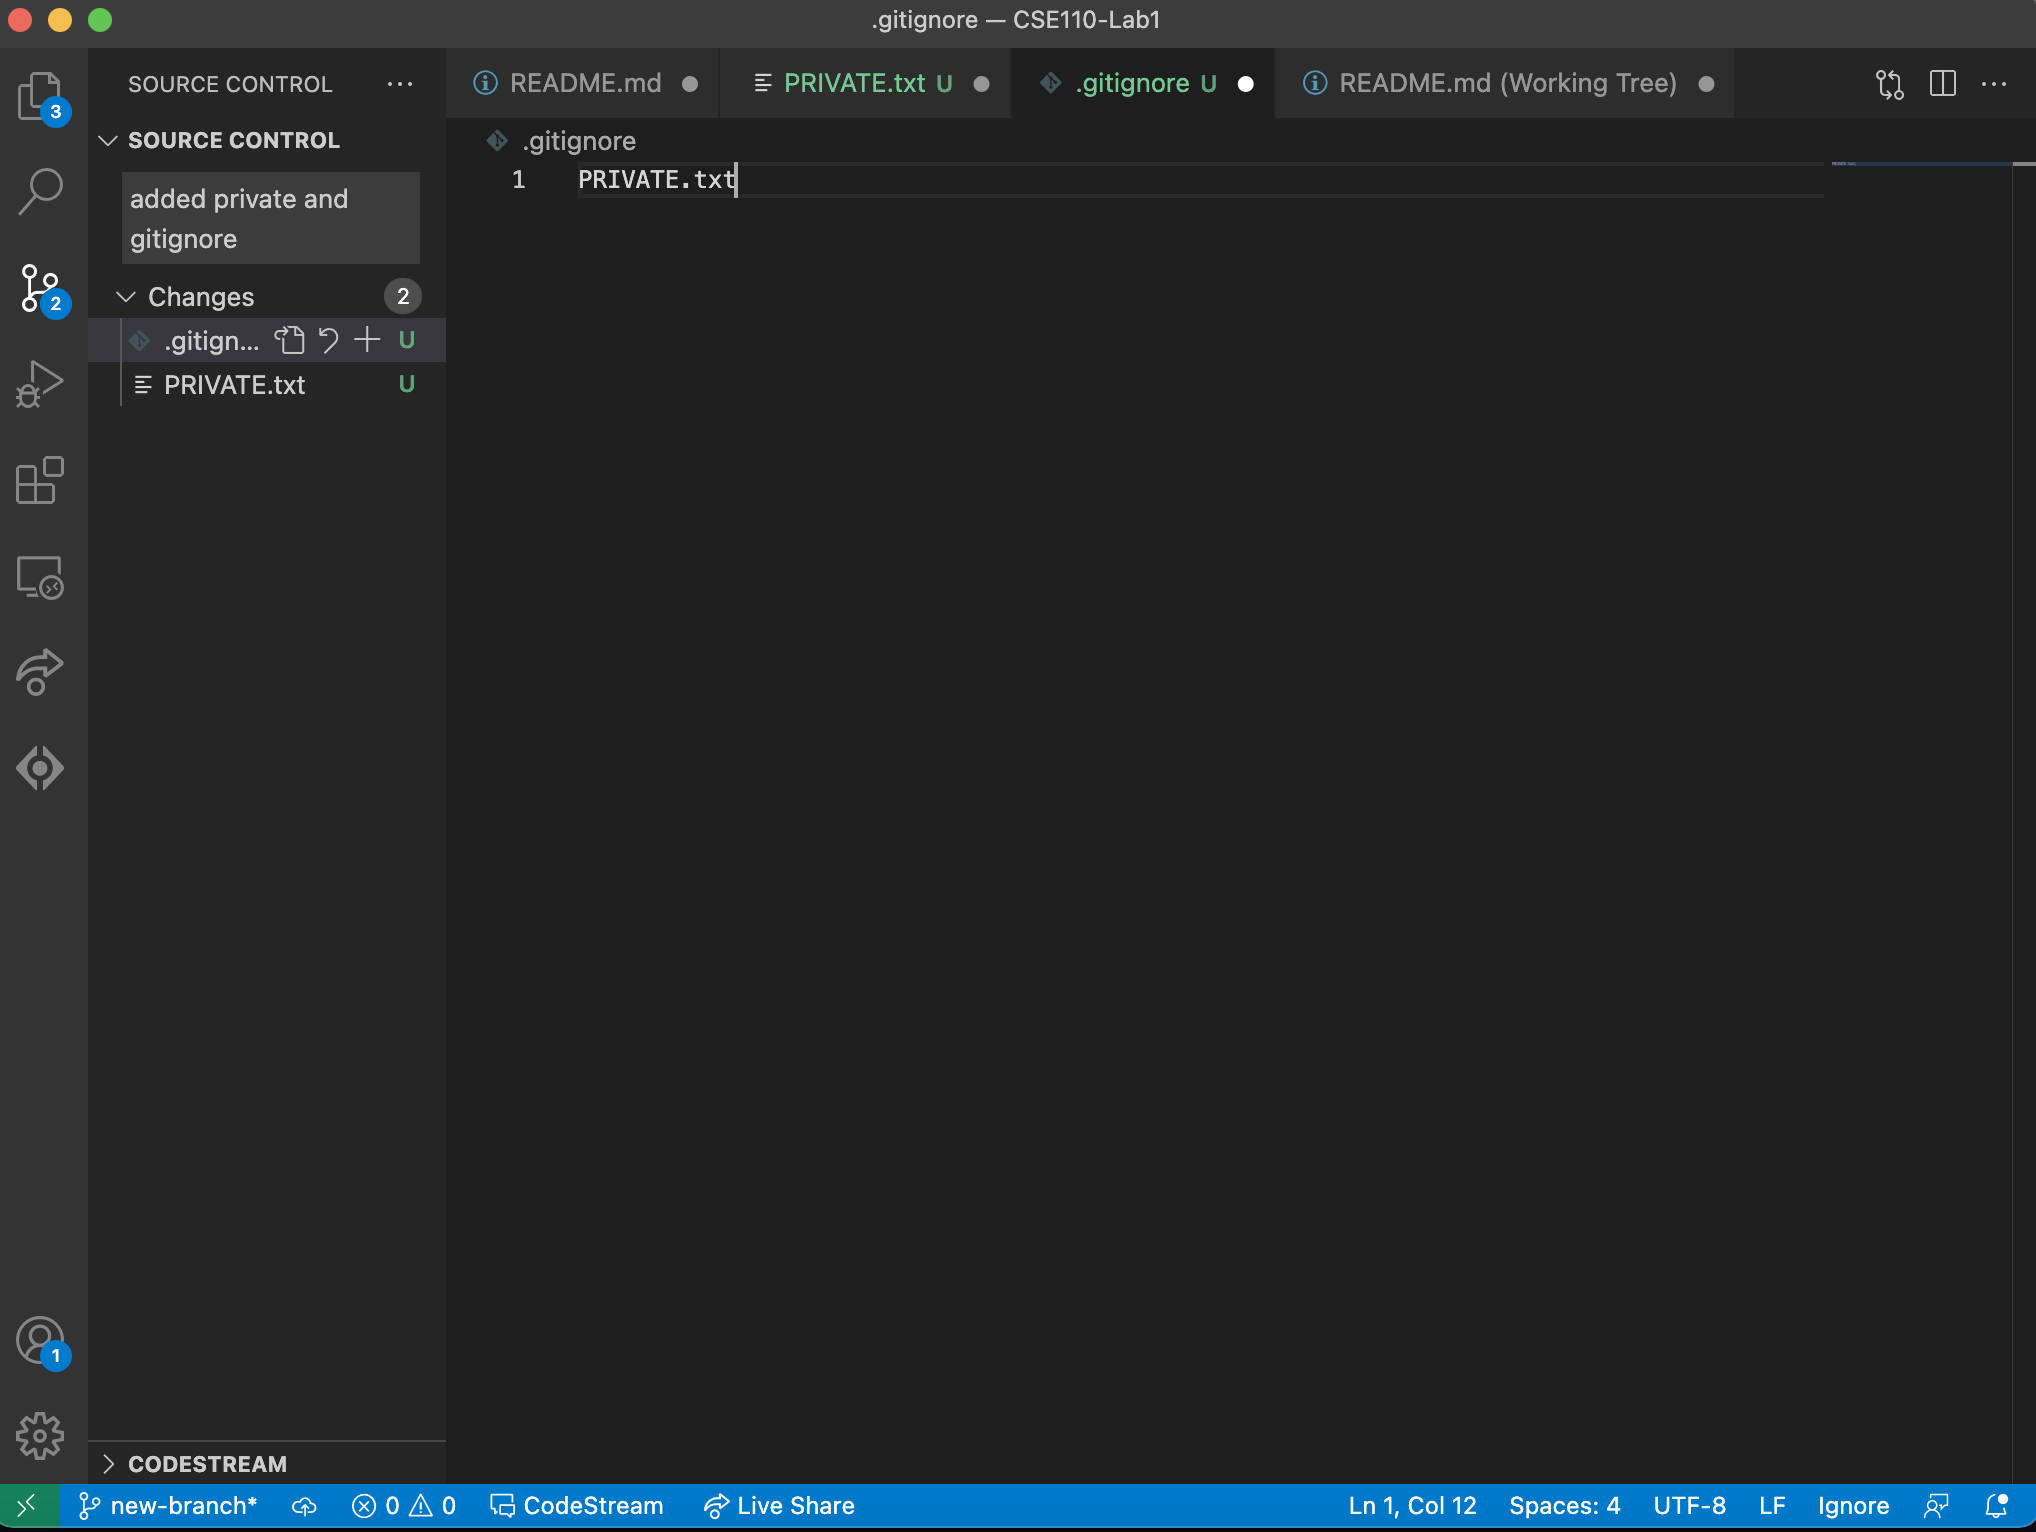 .gitignore — CSE110-Lab1
SOURCE CONTROL ···
README.md
PRIVATE.txt U
.gitignore U
README.md (Working Tree)
3
SOURCE CONTROL
.gitignore
added private and
gitignore
1 PRIVATE.txt
Changes 2
2
.gitign... U
PRIVATE.txt U
1
CODESTREAM
new-branch* 0 0 CodeStream Live Share Ln 1, Col 12 Spaces: 4 UTF-8 LF Ignore